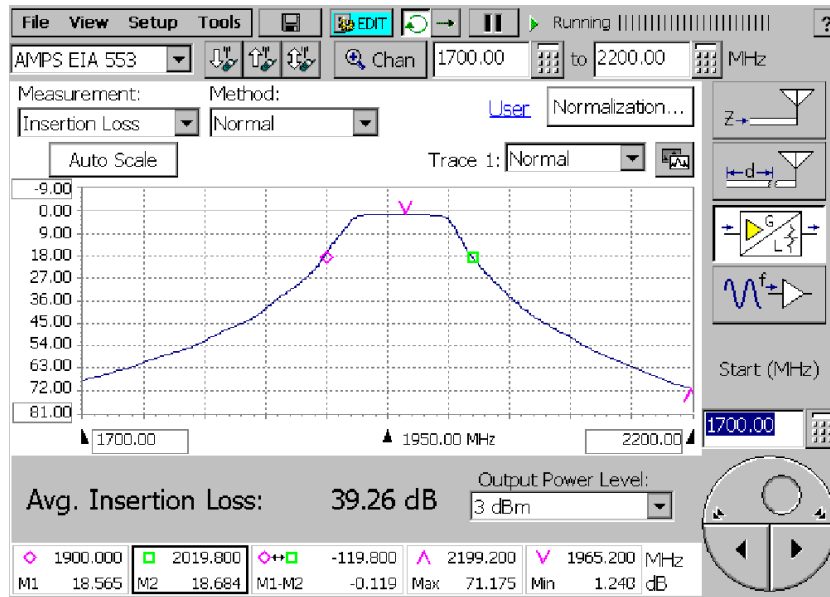 File View Setup Tools EDIT Running ?
AMPS EIA 553 Chan 1700.00 to 2200.00 MHz
Measurement: Method: User Normalization...
Insertion Loss Normal
Auto Scale Trace 1: Normal
Z
d
G
L
f
-9.00
0.00
9.00
18.00
27.00
36.00
45.00
54.00
63.00
72.00
81.00
1700.00 1950.00 MHz 2200.00
Start (MHz)
1700.00
Avg. Insertion Loss: 39.26 dB
Output Power Level:
3 dBm
1900.000 2019.800 -119.800 2199.200 1965.200 MHz
M1 18.565 M2 18.684 M1-M2 -0.119 Max 71.175 Min 1.240 dB